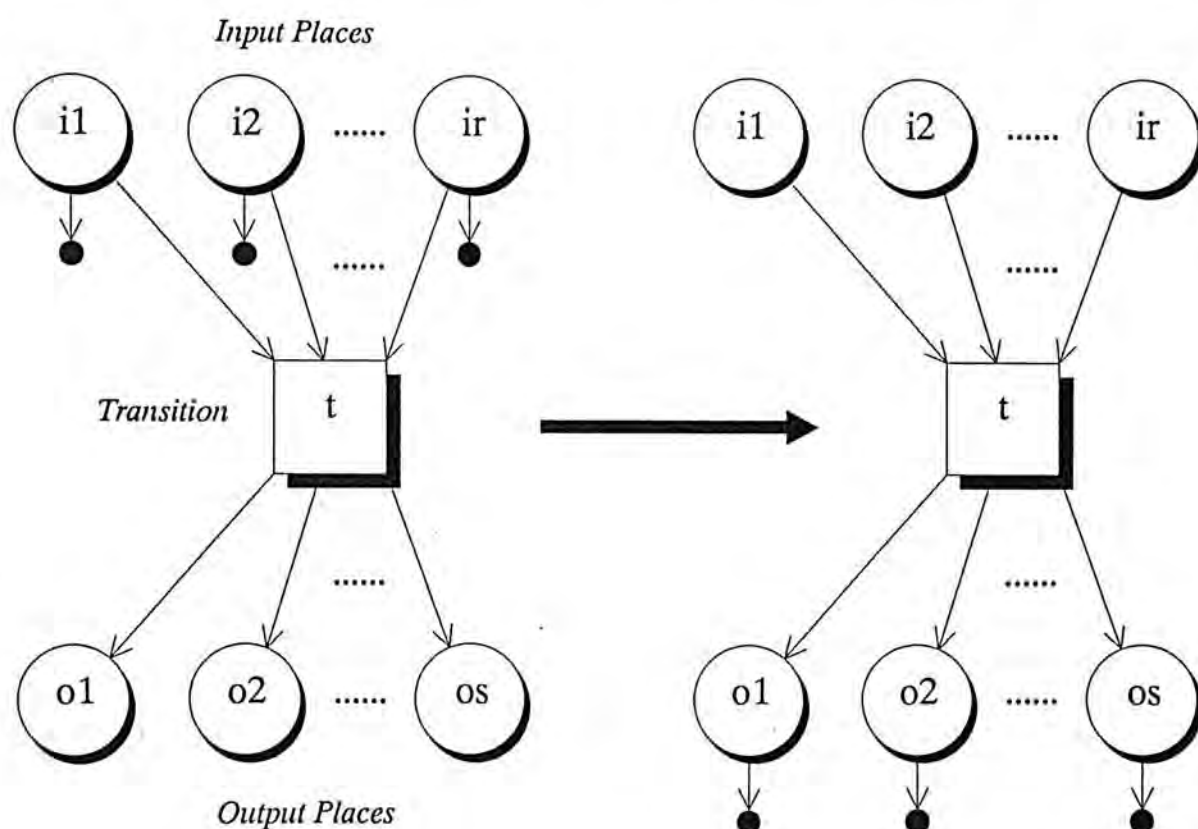 Input Places
i1 i2 ...... ir i1 i2 ...... ir
...... ......
Transition t t
...... ......
o1 o2 ...... os o1 o2 ...... os
Output Places